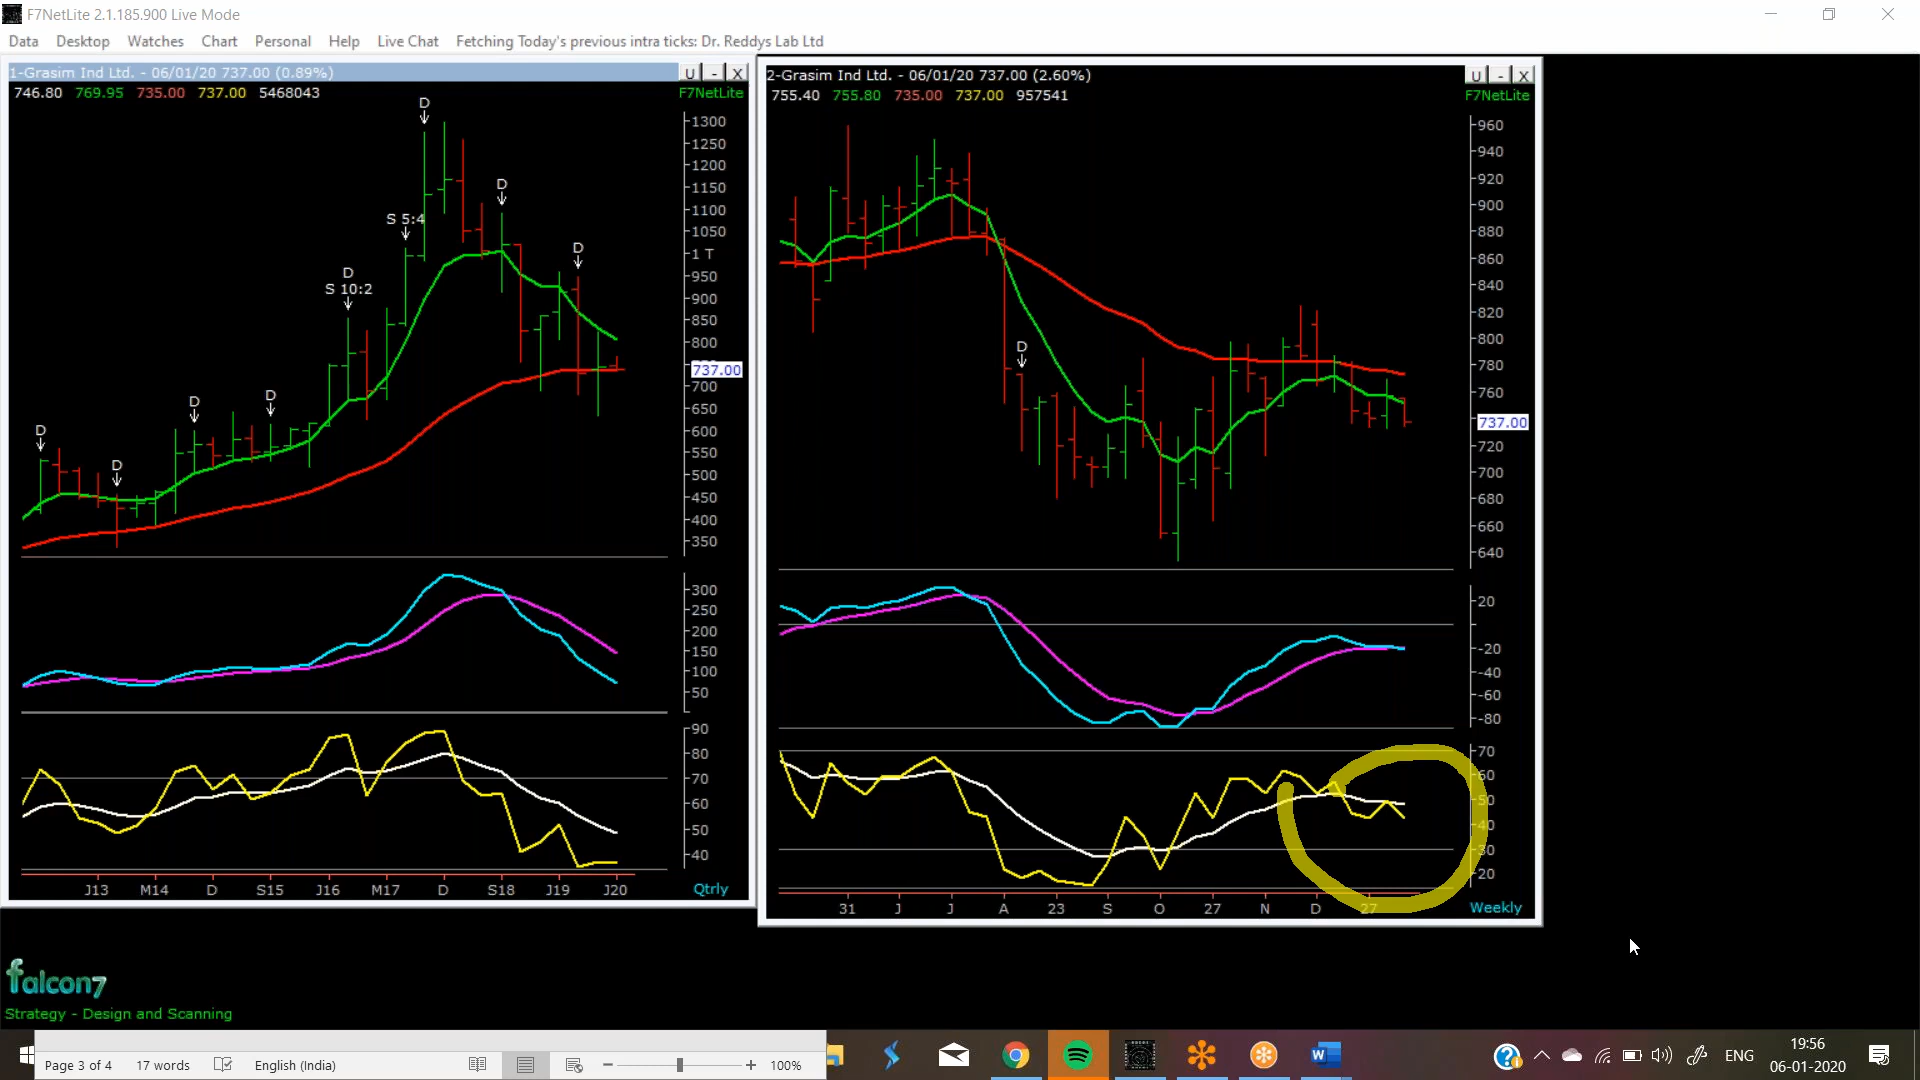 F7NetLite 2.1.185.900 Live Mode
Data Desktop Watches Chart Personal Help Live Chat Fetching Today's previous intra ticks: Dr. Reddys Lab Ltd
1-Grasim Ind Ltd. - 06/01/20 737.00 (0.89%)
U - X
746.80 769.95 735.00 737.00 5468043
F7NetLite
D
D
S 5:4
D
D
S 10:2
D
D
D
D
1300
1250
1200
1150
1100
1050
1 T
950
900
850
800
737.00
700
650
600
550
500
450
400
350
300
250
200
150
100
50
90
80
70
60
50
40
J13 M14 D S15 J16 M17 D S18 J19 J20 Qtrly
2-Grasim Ind Ltd. - 06/01/20 737.00 (2.60%)
U - X
755.40 755.80 735.00 737.00 957541
F7NetLite
D
960
940
920
900
880
860
840
820
800
780
760
737.00
720
700
680
660
640
20
-20
-40
-60
-80
70
60
50
40
30
20
31 J J A 23 S O 27 N D 27 Weekly
falcon7
Strategy - Design and Scanning
Page 3 of 4 17 words English (India) 100%
ENG
19:56
06-01-2020